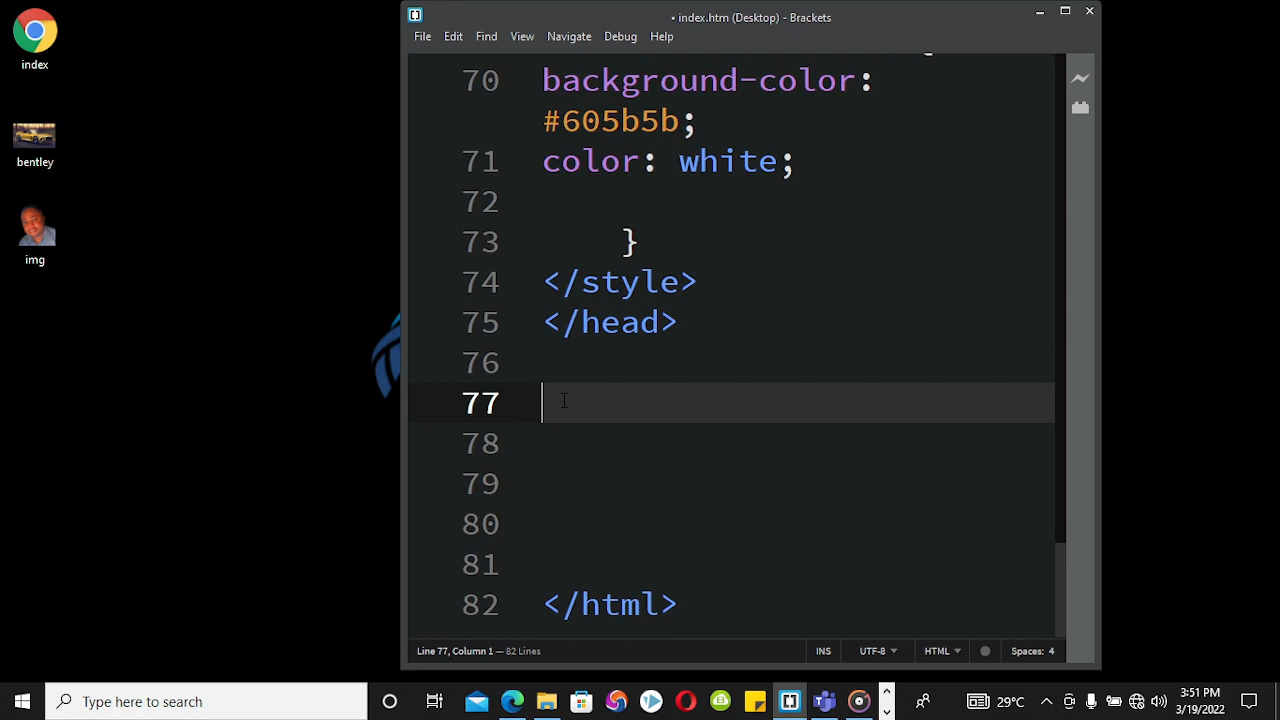 index
bentley
img
• index.htm (Desktop) - Brackets
File Edit Find View Navigate Debug Help
70 background-color:
#605b5b;
71 color: white;
72
73 }
74 </style>
75 </head>
76
77
78
79
80
81
82 </html>
Line 77, Column 1 — 82 Lines
INS UTF-8 HTML Spaces: 4
Type here to search
29°C
3:51 PM
3/19/2022